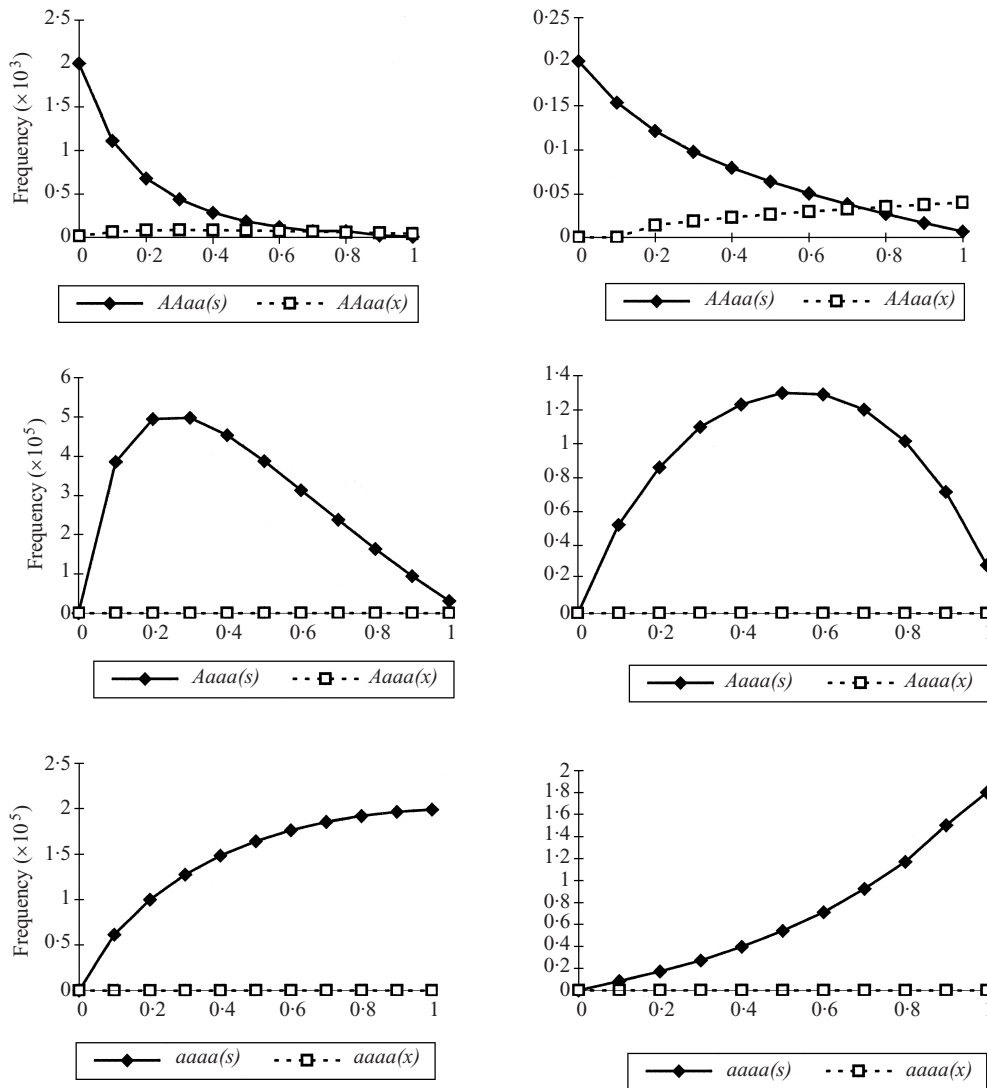 2·5
2
1·5
1
0·5
0
Frequency (×10³)
0 0·2 0·4 0·6 0·8 1
AAaa(s) AAaa(x)
0·25
0·2
0·15
0·1
0·05
0
0 0·2 0·4 0·6 0·8 1
AAaa(s) AAaa(x)
6
5
4
3
2
1
0
Frequency (×10⁵)
0 0·2 0·4 0·6 0·8 1
Aaaa(s) Aaaa(x)
1·4
1·2
1
0·8
0·6
0·4
0·2
0
0 0·2 0·4 0·6 0·8 1
Aaaa(s) Aaaa(x)
2·5
2
1·5
1
0·5
0
Frequency (×10⁵)
0 0·2 0·4 0·6 0·8 1
aaaa(s) aaaa(x)
2
1·8
1·6
1·4
1·2
1
0·8
0·6
0·4
0·2
0
0 0·2 0·4 0·6 0·8 1
aaaa(s) aaaa(x)